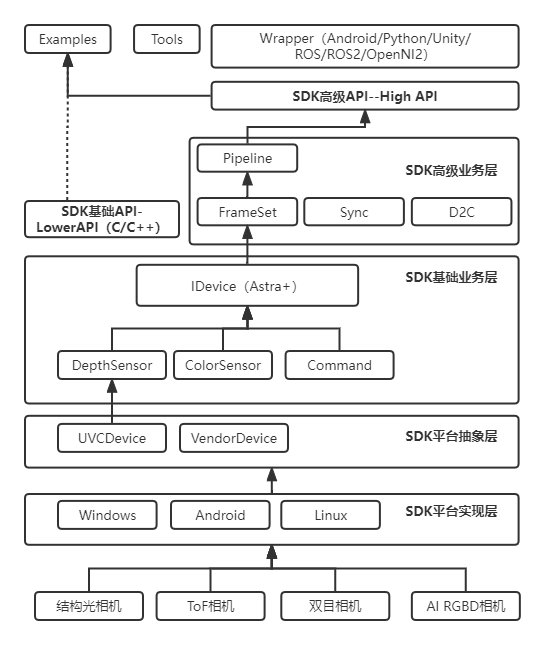 Examples
Tools
Wrapper（Android/Python/Unity/
ROS/ROS2/OpenNI2）
SDK高级API--High API
Pipeline
SDK高级业务层
SDK基础API-
LowerAPI（C/C++）
FrameSet
Sync
D2C
SDK基础业务层
IDevice（Astra+）
DepthSensor
ColorSensor
Command
UVCDevice
VendorDevice
SDK平台抽象层
Windows
Android
Linux
SDK平台实现层
结构光相机
ToF相机
双目相机
AI RGBD相机